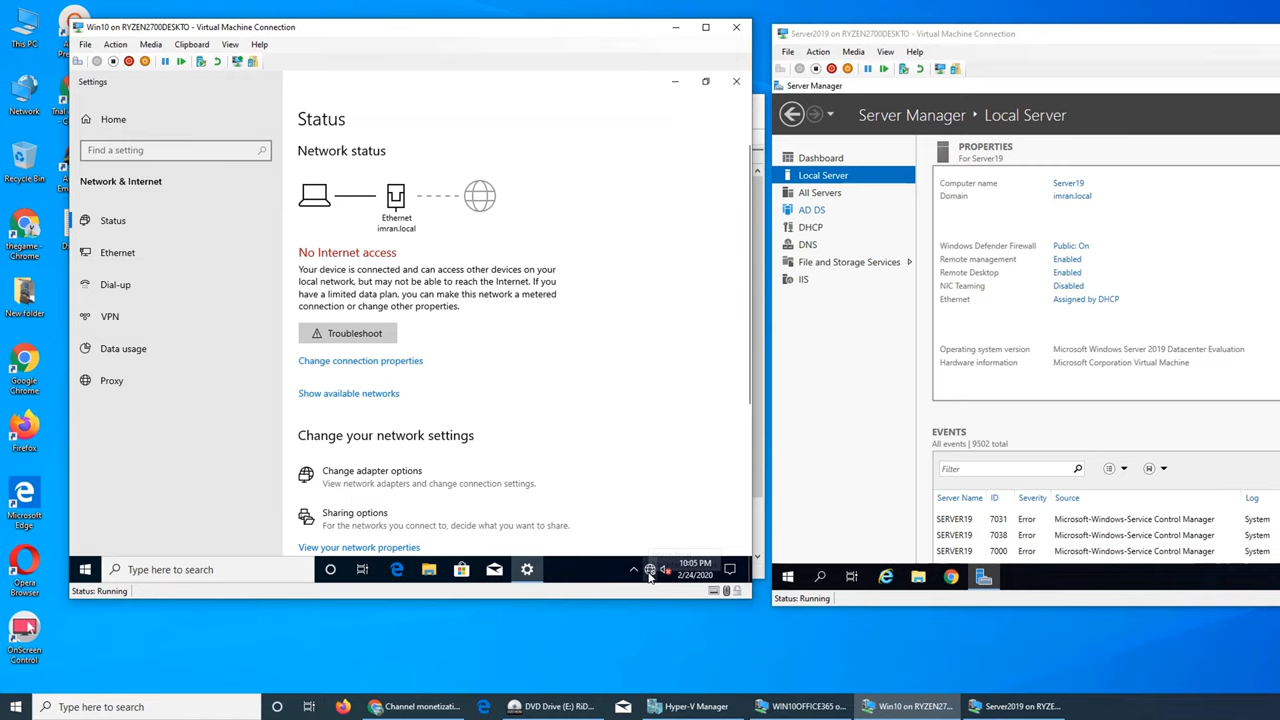 This PC
Network
Recycle Bin
thegame -
Chrome
New folder
Google
Chrome
Firefox
Microsoft
Edge
Opera
Browser
OnScreen
Control
Win10 on RYZEN2700DESKTO - Virtual Machine Connection
File Action Media Clipboard View Help
Settings
Home
Find a setting
Network & Internet
Status
Ethernet
Dial-up
VPN
Data usage
Proxy
Status
Network status
Ethernet
imran.local
No Internet access
Your device is connected and can access other devices on your
local network, but may not be able to reach the Internet. If you
have a limited data plan, you can make this network a metered
connection or change other properties.
Troubleshoot
Change connection properties
Show available networks
Change your network settings
Change adapter options
View network adapters and change connection settings.
Sharing options
For the networks you connect to, decide what you want to share.
View your network properties
Type here to search
10:05 PM
2/24/2020
Status: Running
Server2019 on RYZEN2700DESKTO - Virtual Machine Connection
File Action Media View Help
Server Manager
Server Manager Local Server
Dashboard
Local Server
All Servers
AD DS
DHCP
DNS
File and Storage Services
IIS
PROPERTIES
For Server19
Computer name Server19
Domain imran.local
Windows Defender Firewall Public: On
Remote management Enabled
Remote Desktop Enabled
NIC Teaming Disabled
Ethernet Assigned by DHCP
Operating system version Microsoft Windows Server 2019 Datacenter Evaluation
Hardware information Microsoft Corporation Virtual Machine
EVENTS
All events | 9502 total
Filter
Server Name ID Severity Source Log
SERVER19 7031 Error Microsoft-Windows-Service Control Manager System
SERVER19 7038 Error Microsoft-Windows-Service Control Manager System
SERVER19 7000 Error Microsoft-Windows-Service Control Manager System
Status: Running
Type here to search
Channel monetizati...
DVD Drive (E:) RiD...
Hyper-V Manager
WIN10OFFICE365 o...
Win10 on RYZEN27...
Server2019 on RYZE...